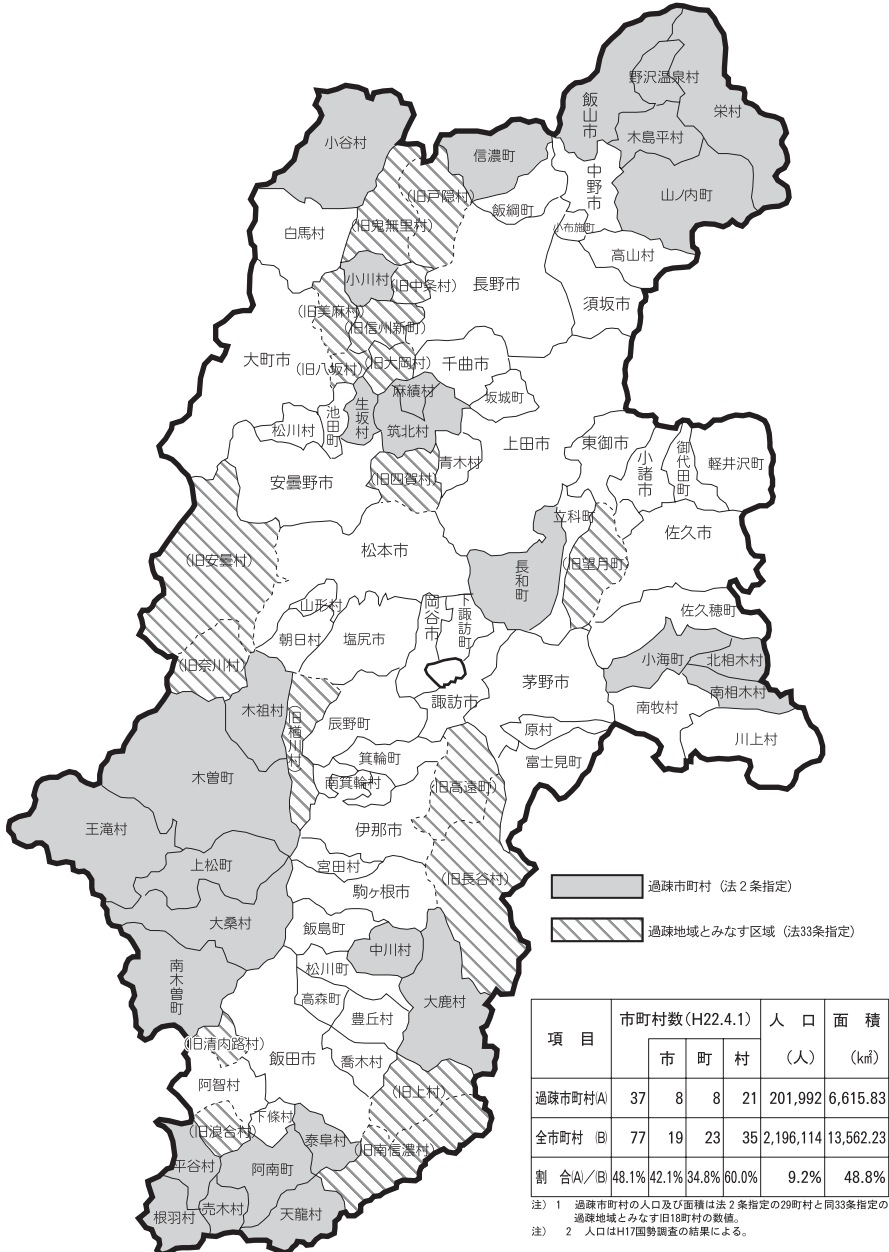 野沢温泉村
飯山市
栄村
小谷村
信濃町
木島平村
中野市
山ノ内町
(旧戸隠村)
飯綱町
白馬村
(旧鬼無里村)
小布施町
高山村
小川村
(旧中条村)
長野市
須坂市
(旧美麻村)
(旧信州新町)
大町市
(旧八坂村)
(旧大岡村)
千曲市
麻績村
坂城町
生坂村
池田町
松川村
筑北村
上田市
東御市
小諸市
御代田町
軽井沢町
青木村
安曇野市
(旧四賀村)
立科町
佐久市
松本市
(旧安曇村)
長和町
(旧望月町)
山形村
岡谷市
下諏訪町
佐久穂町
朝日村
塩尻市
(旧奈川村)
小海町
北相木村
茅野市
南相木村
木祖村
(旧楢川村)
諏訪市
南牧村
辰野町
原村
川上村
箕輪町
富士見町
木曽町
南箕輪村
(旧高遠町)
王滝村
伊那市
上松町
宮田村
(旧長谷村)
駒ヶ根市
大桑村
飯島町
中川村
南木曽町
松川町
高森町
大鹿村
豊丘村
(旧清内路村)
飯田市
喬木村
阿智村
(旧上村)
下條村
(旧浪合村)
泰阜村
(旧南信濃村)
平谷村
阿南町
売木村
天龍村
根羽村
過疎市町村（法２条指定）
過疎地域とみなす区域（法33条指定）
項 目 市町村数(H22.4.1) 人 口 (人) 面 積 (㎢)
市 町 村
過疎市町村(A) 37 8 8 21 201,992 6,615.83
全市町村 (B) 77 19 23 35 2,196,114 13,562.23
割 合(A)／(B) 48.1% 42.1% 34.8% 60.0% 9.2% 48.8%
注） 1 過疎市町村の人口及び面積は法２条指定の29町村と同33条指定の
過疎地域とみなす旧18町村の数値。
注） 2 人口はH17国勢調査の結果による。